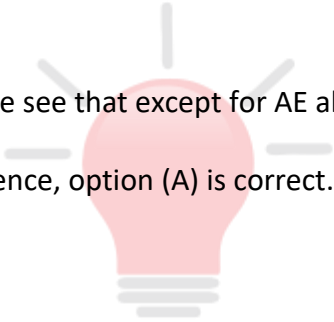 e see that except for AE al
ence, option (A) is correct.